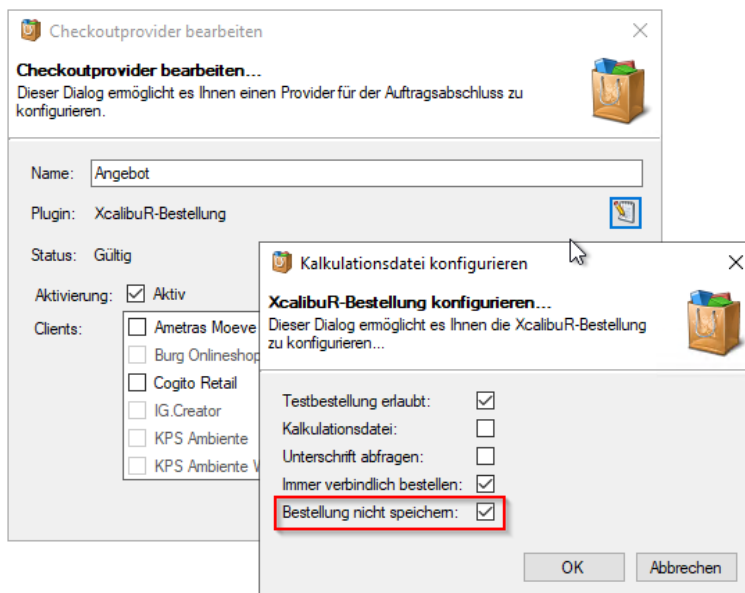 Checkoutprovider bearbeiten
Checkoutprovider bearbeiten...
Dieser Dialog ermöglicht es Ihnen einen Provider für der Auftragsabschluss zu
konfigurieren.
Name: Angebot
Plugin: XcalibuR-Bestellung
Status: Gültig
Aktivierung: Aktiv
Clients:
Ametras Moeve
Burg Onlineshop
Cogito Retail
IG.Creator
KPS Ambiente
KPS Ambiente
Kalkulationsdatei konfigurieren
XcalibuR-Bestellung konfigurieren...
Dieser Dialog ermöglicht es Ihnen die XcalibuR-Bestellung
zu konfigurieren...
Testbestellung erlaubt:
Kalkulationsdatei:
Unterschrift abfragen:
Immer verbindlich bestellen:
Bestellung nicht speichern:
OK Abbrechen